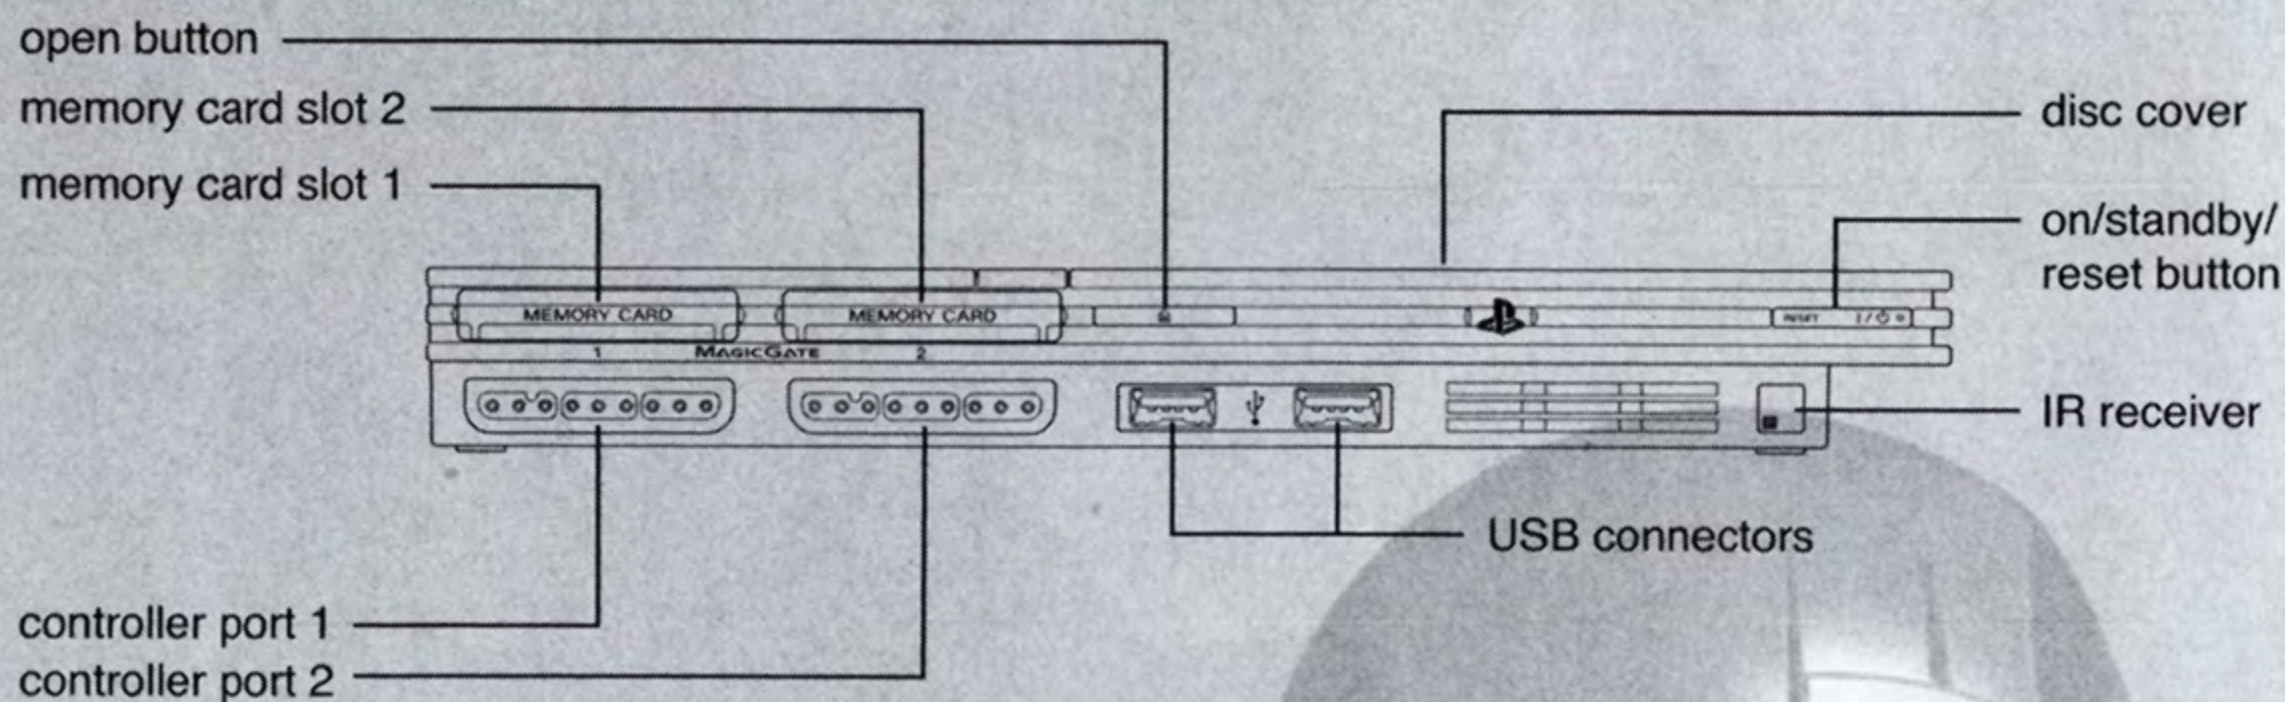 open button
memory card slot 2
memory card slot 1
disc cover
on/standby/
reset button
MEMORY CARD
MEMORY CARD
RESET
1
MAGICGATE
2
IR receiver
USB connectors
controller port 1
controller port 2